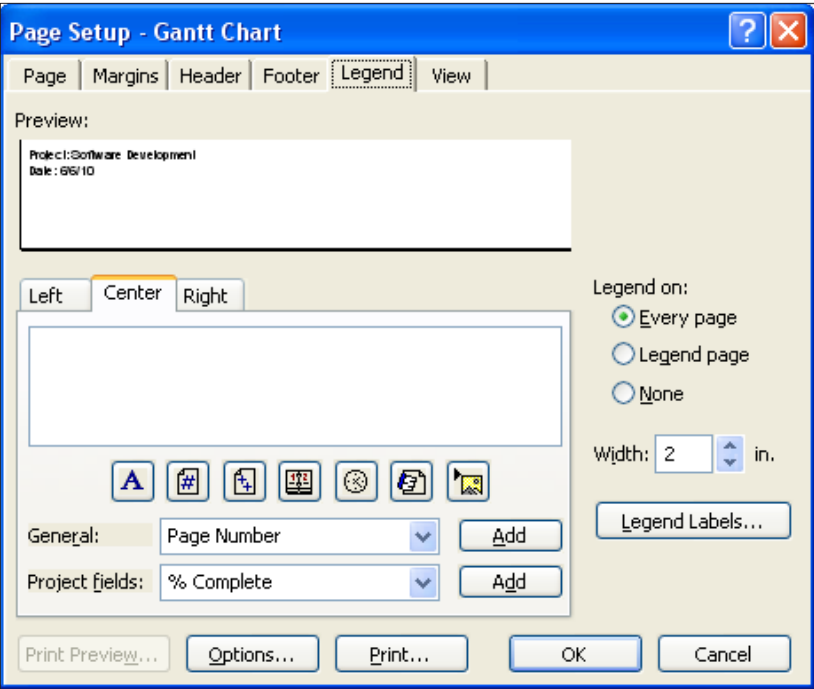 Page Setup - Gantt Chart
Page Margins Header Footer Legend View
Preview:
Project:Software Development
Date: 6/6/10
Left Center Right
Legend on:
Every page
Legend page
None
Width: 2 in.
A # 
General: Page Number Add
Legend Labels...
Project fields: % Complete Add
Print Preview... Options... Print... OK Cancel